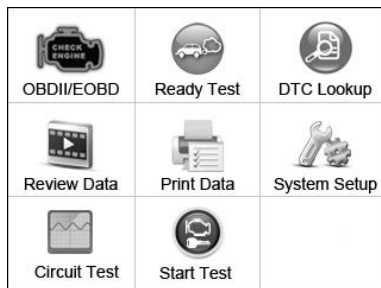 CHECK
ENGINE
OBDII/EOBD
Ready Test
DTC Lookup
Review Data
Print Data
System Setup
Circuit Test
Start Test